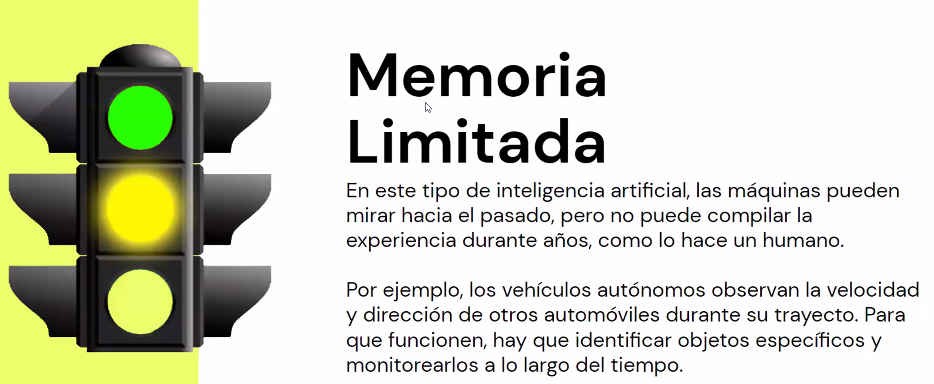 Memoria
Limitada
En este tipo de inteligencia artificial, las máquinas pueden
mirar hacia el pasado, pero no puede compilar la
experiencia durante años, como lo hace un humano.
Por ejemplo, los vehículos autónomos observan la velocidad
y dirección de otros automóviles durante su trayecto. Para
que funcionen, hay que identificar objetos específicos y
monitorearlos a lo largo del tiempo.